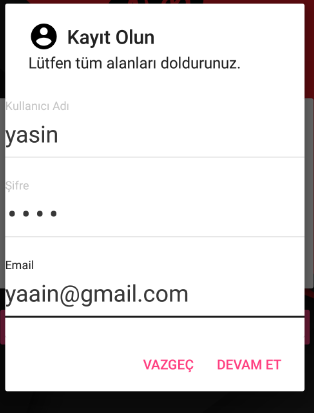 Kayıt Olun
Lütfen tüm alanları doldurunuz.
Kullanıcı Adı
yasin
Şifre
••••
Email
yaain@gmail.com
VAZGEÇ DEVAM ET